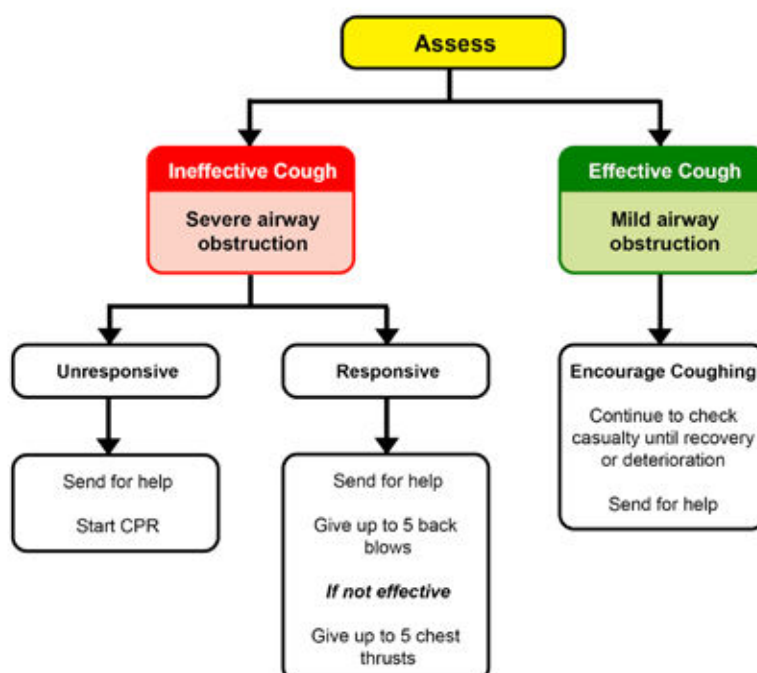 Assess
Ineffective Cough
Severe airway
obstruction
Effective Cough
Mild airway
obstruction
Unresponsive
Send for help
Start CPR
Responsive
Send for help
Give up to 5 back
blows
If not effective
Give up to 5 chest
thrusts
Encourage Coughing
Continue to check
casualty until recovery
or deterioration
Send for help